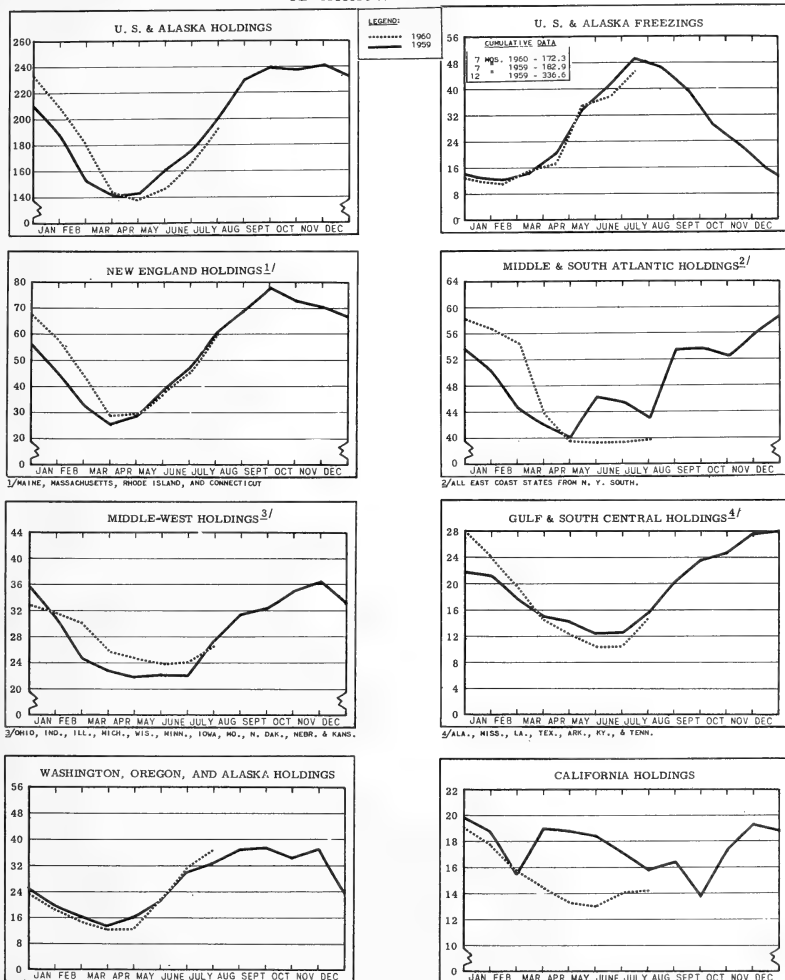 LEGEND:
1960
1959
U. S. & ALASKA HOLDINGS
260
240
220
200
180
160
140
0
JAN FEB MAR APR MAY JUNE JULY AUG SEPT OCT NOV DEC
U. S. & ALASKA FREEZINGS
CUMULATIVE DATA
7 MOS. 1960 - 172.3
7 " 1959 - 182.9
12 1959 - 336.6
56
48
40
32
24
16
8
0
JAN FEB MAR APR MAY JUNE JULY AUG SEPT OCT NOV DEC
NEW ENGLAND HOLDINGS 1/
80
70
60
50
40
30
0
JAN FEB MAR APR MAY JUNE JULY AUG SEPT OCT NOV DEC
1/MAINE, MASSACHUSETTS, RHODE ISLAND, AND CONNECTICUT
MIDDLE & SOUTH ATLANTIC HOLDINGS 2/
64
60
56
52
48
44
40
0
JAN FEB MAR APR MAY JUNE JULY AUG SEPT OCT NOV DEC
2/ALL EAST COAST STATES FROM N. Y. SOUTH.
MIDDLE-WEST HOLDINGS 3/
44
40
36
32
28
24
20
0
JAN FEB MAR APR MAY JUNE JULY AUG SEPT OCT NOV DEC
3/OHIO, IND., ILL., MICH., WIS., MINN., IOWA, MO., N. DAK., NEBR. & KANS.
GULF & SOUTH CENTRAL HOLDINGS 4/
28
24
20
16
12
8
4
0
JAN FEB MAR APR MAY JUNE JULY AUG SEPT OCT NOV DEC
4/ALA., MISS., LA., TEX., ARK., KY., & TENN.
WASHINGTON, OREGON, AND ALASKA HOLDINGS
56
48
40
32
24
16
8
0
JAN FEB MAR APR MAY JUNE JULY AUG SEPT OCT NOV DEC
CALIFORNIA HOLDINGS
22
20
18
16
14
12
10
0
JAN FEB MAR APR MAY JUNE JULY AUG SEPT OCT NOV DEC